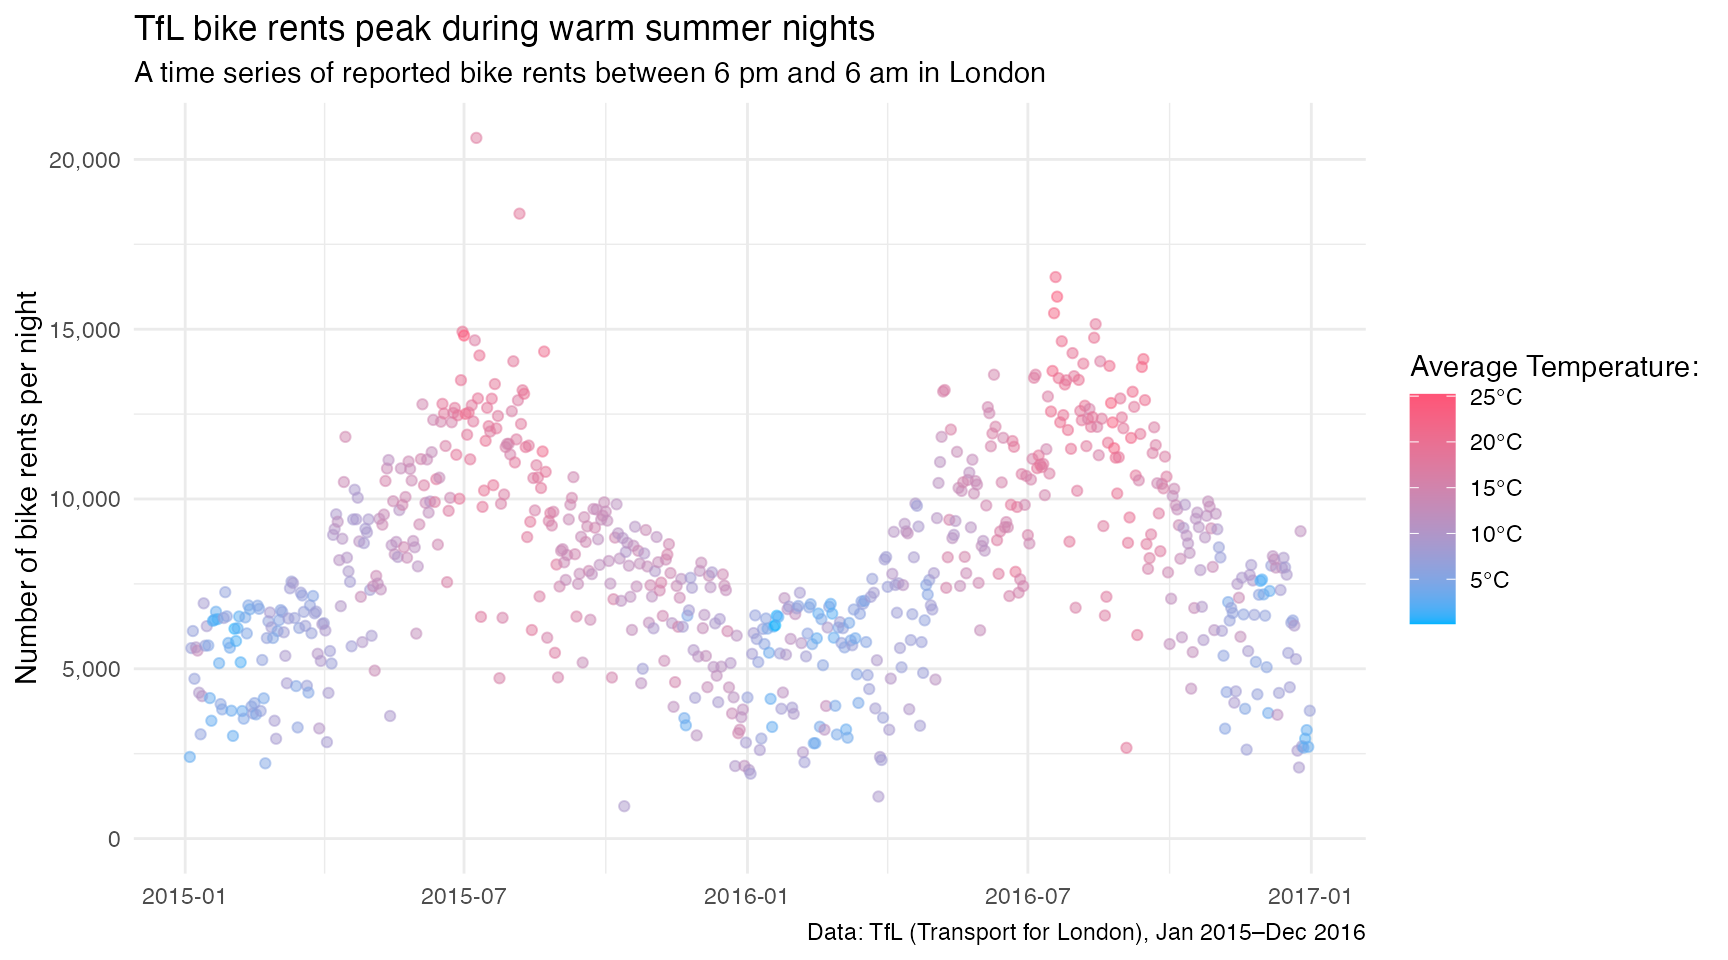 TfL bike rents peak during warm summer nights
A time series of reported bike rents between 6 pm and 6 am in London
Number of bike rents per night
20,000
15,000
10,000
5,000
0
2015-01
2015-07
2016-01
2016-07
2017-01
Average Temperature:
25°C
20°C
15°C
10°C
5°C
Data: TfL (Transport for London), Jan 2015–Dec 2016